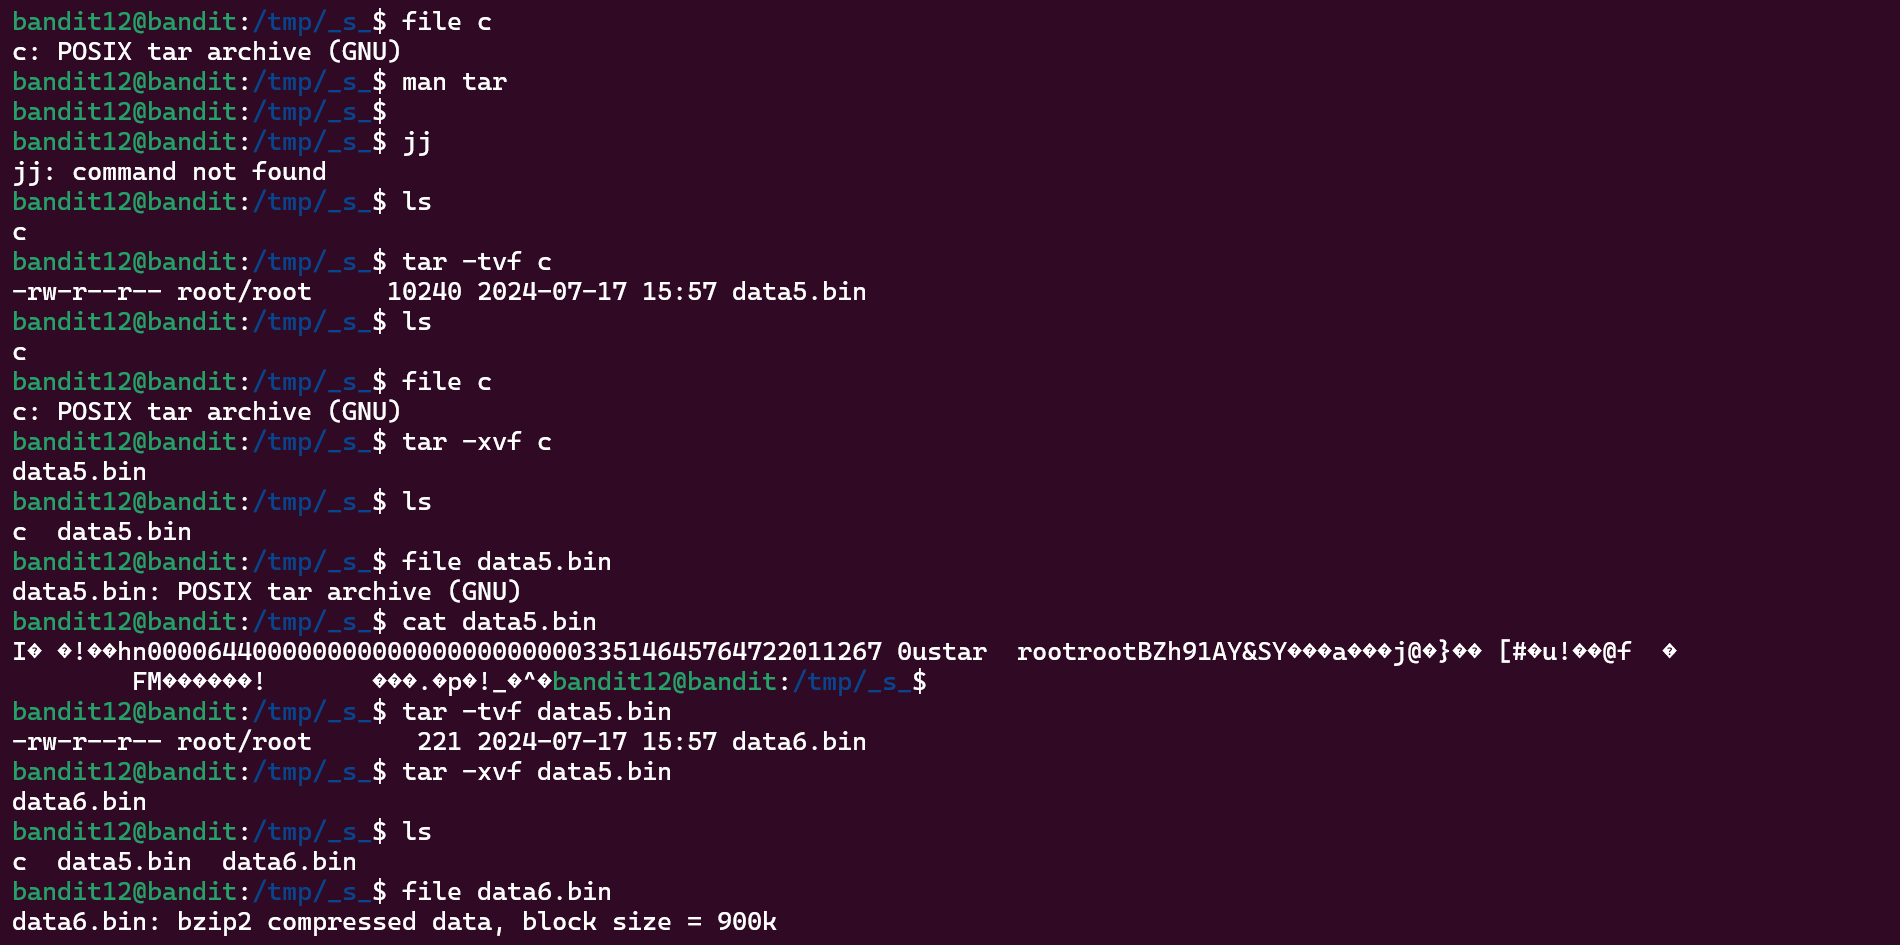 bandit12@bandit:/tmp/_s_$ file c
c: POSIX tar archive (GNU)
bandit12@bandit:/tmp/_s_$ man tar
bandit12@bandit:/tmp/_s_$
bandit12@bandit:/tmp/_s_$ jj
jj: command not found
bandit12@bandit:/tmp/_s_$ ls
c
bandit12@bandit:/tmp/_s_$ tar -tvf c
-rw-r--r-- root/root     10240 2024-07-17 15:57 data5.bin
bandit12@bandit:/tmp/_s_$ ls
c
bandit12@bandit:/tmp/_s_$ file c
c: POSIX tar archive (GNU)
bandit12@bandit:/tmp/_s_$ tar -xvf c
data5.bin
bandit12@bandit:/tmp/_s_$ ls
c  data5.bin
bandit12@bandit:/tmp/_s_$ file data5.bin
data5.bin: POSIX tar archive (GNU)
bandit12@bandit:/tmp/_s_$ cat data5.bin
I� �!��hn0000644000000000000000000000033514645764722011267 0ustar  rootrootBZh91AY&SY���a���j@�}�� [#�u!��@f  �
        FM������!       ���.�p�!_�^�bandit12@bandit:/tmp/_s_$
bandit12@bandit:/tmp/_s_$ tar -tvf data5.bin
-rw-r--r-- root/root       221 2024-07-17 15:57 data6.bin
bandit12@bandit:/tmp/_s_$ tar -xvf data5.bin
data6.bin
bandit12@bandit:/tmp/_s_$ ls
c  data5.bin  data6.bin
bandit12@bandit:/tmp/_s_$ file data6.bin
data6.bin: bzip2 compressed data, block size = 900k